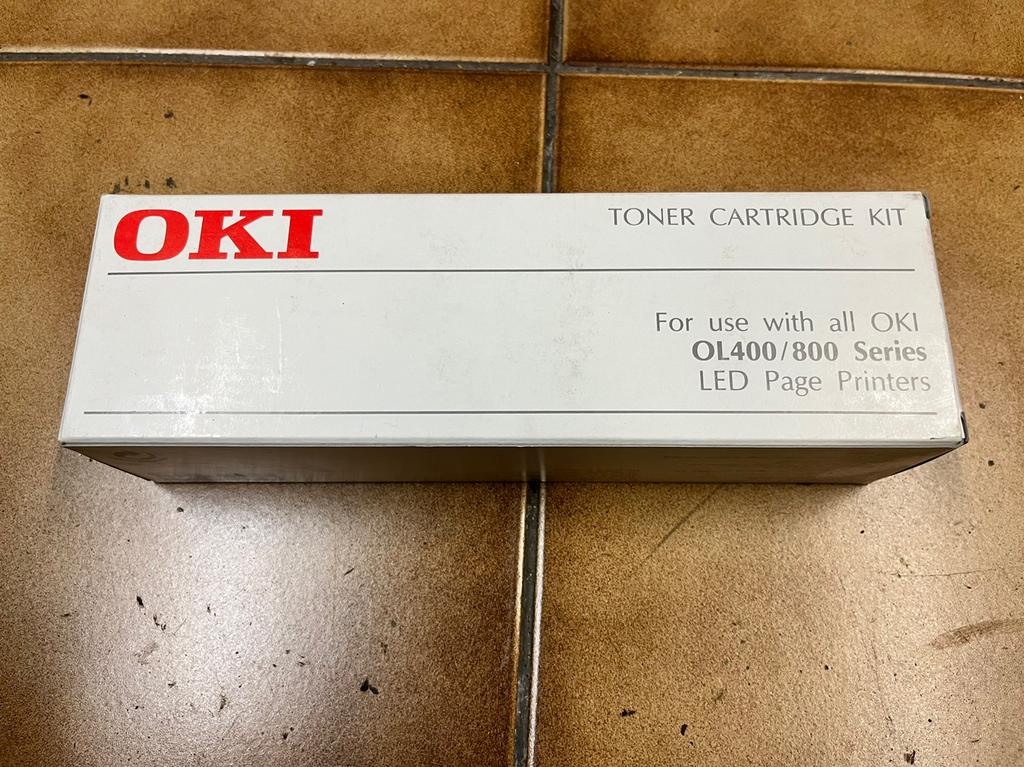 OKI
TONER CARTRIDGE KIT
For use with all OKI
OL400/800 Series
LED Page Printers